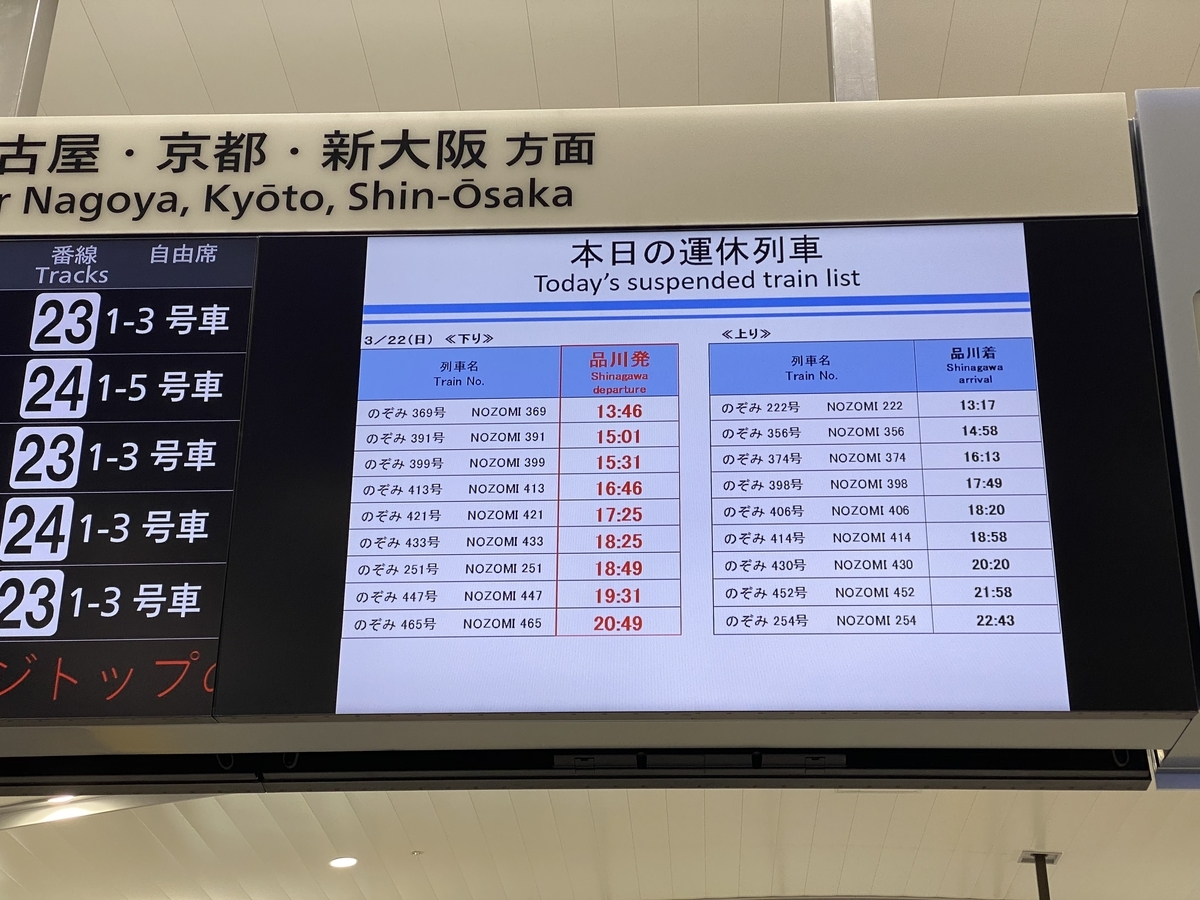 古屋・京都・新大阪 方面
r Nagoya, Kyōto, Shin-Ōsaka
番線 自由席
Tracks
23 1-3 号車
24 1-5 号車
23 1-3 号車
24 1-3 号車
23 1-3 号車
ジトップの
本日の運休列車
Today's suspended train list
3／22(日) ≪下り≫
列車名 品川発
Train No. Shinagawa departure
のぞみ 369号 NOZOMI 369 13:46
のぞみ 391号 NOZOMI 391 15:01
のぞみ 399号 NOZOMI 399 15:31
のぞみ 413号 NOZOMI 413 16:46
のぞみ 421号 NOZOMI 421 17:25
のぞみ 433号 NOZOMI 433 18:25
のぞみ 251号 NOZOMI 251 18:49
のぞみ 447号 NOZOMI 447 19:31
のぞみ 465号 NOZOMI 465 20:49
≪上り≫
列車名 品川着
Train No. Shinagawa arrival
のぞみ 222号 NOZOMI 222 13:17
のぞみ 356号 NOZOMI 356 14:58
のぞみ 374号 NOZOMI 374 16:13
のぞみ 398号 NOZOMI 398 17:49
のぞみ 406号 NOZOMI 406 18:20
のぞみ 414号 NOZOMI 414 18:58
のぞみ 430号 NOZOMI 430 20:20
のぞみ 452号 NOZOMI 452 21:58
のぞみ 254号 NOZOMI 254 22:43